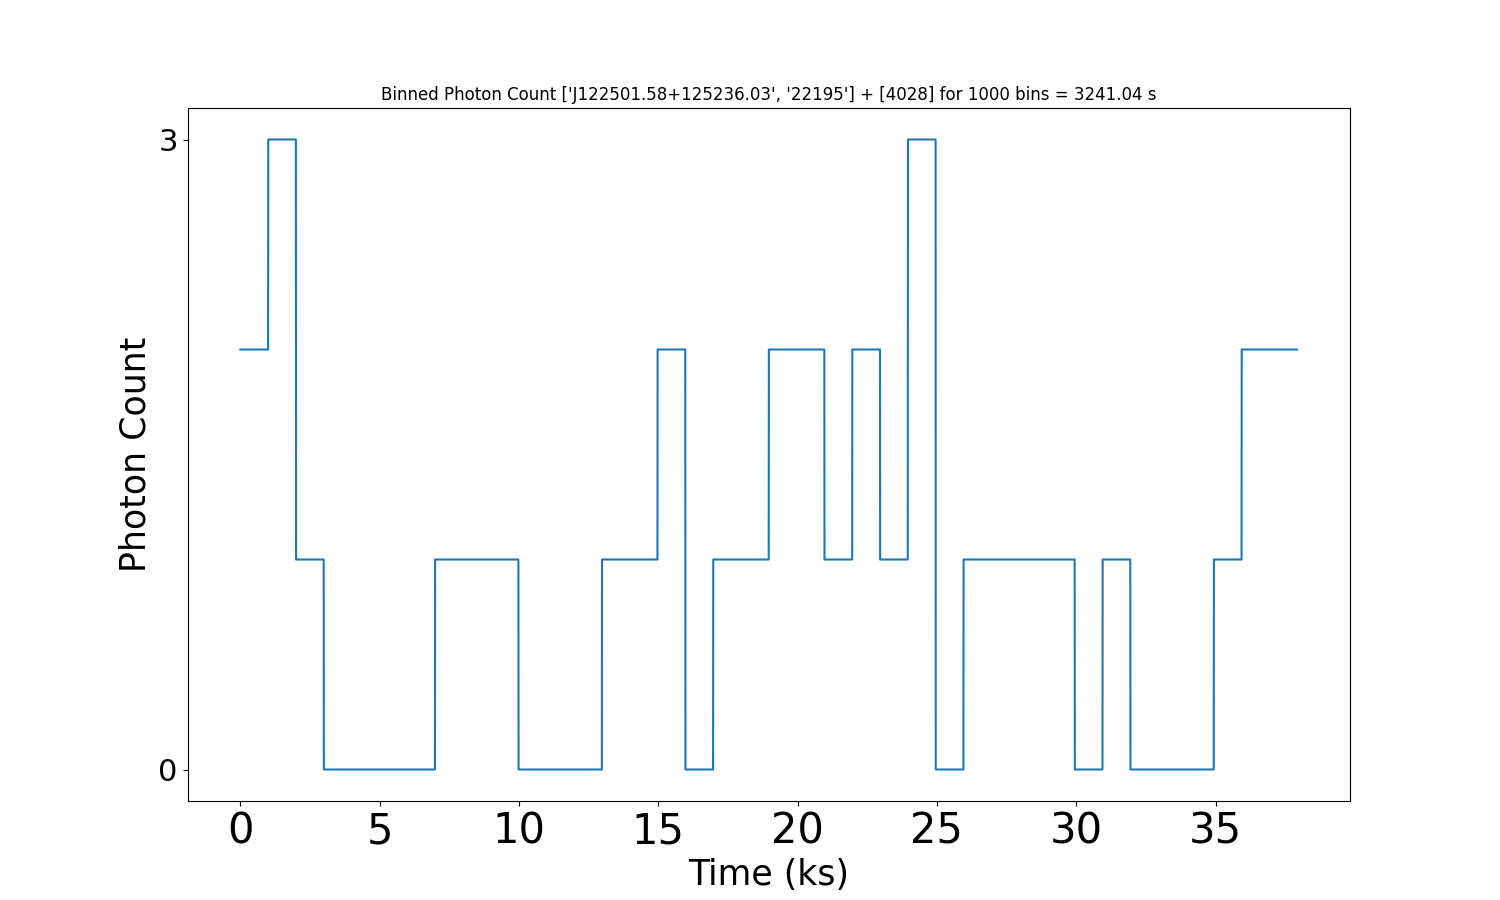 Binned Photon Count ['J122501.58+125236.03', '22195'] + [4028] for 1000 bins = 3241.04 s
3
Photon Count
0
0 5 10 15 20 25 30 35
Time (ks)